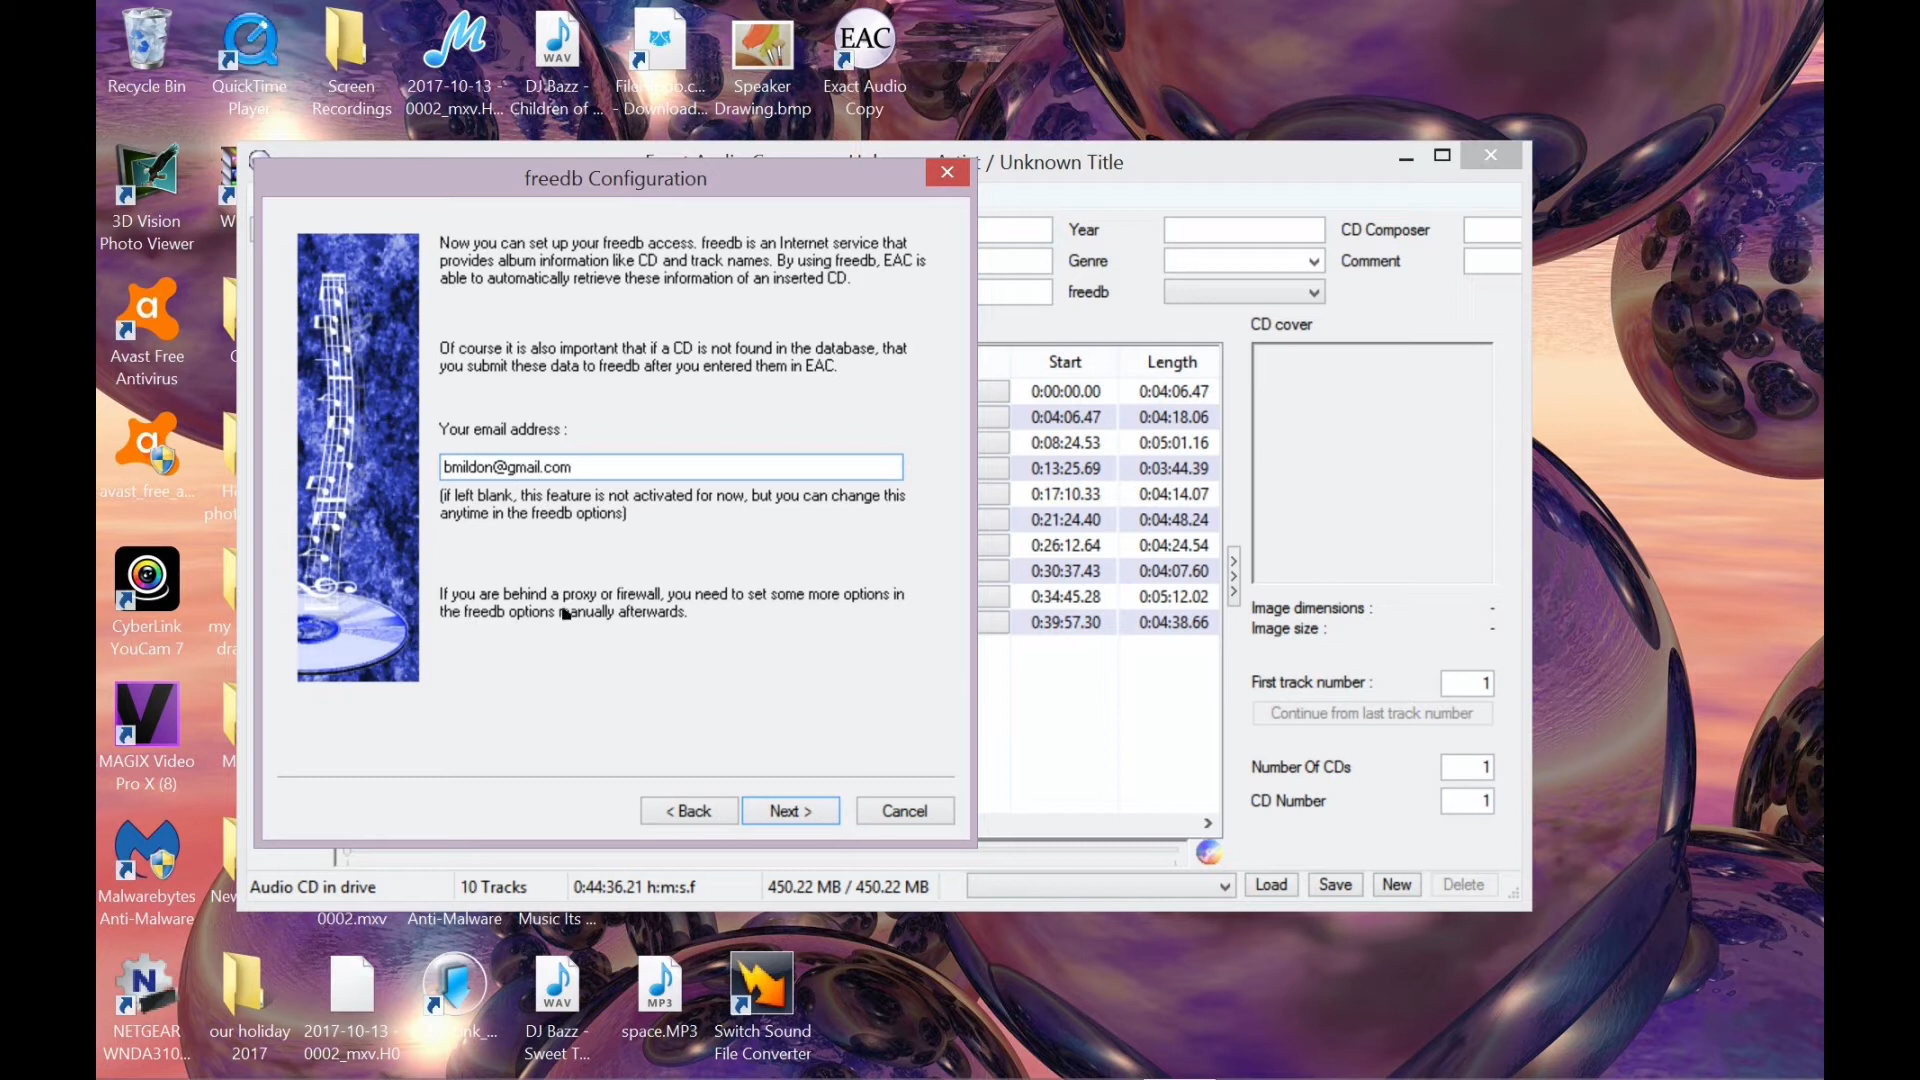 Recycle Bin
QuickTime Player
Screen Recordings
2017-10-13 - 0002_mxv.H...
DJ Bazz - Children of ...
- Download...
Speaker Drawing.bmp
EAC
Exact Audio Copy
WAV
3D Vision Photo Viewer
/ Unknown Title
freedb Configuration
Now you can set up your freedb access. freedb is an Internet service that
provides album information like CD and track names. By using freedb, EAC is
able to automatically retrieve these information of an inserted CD.
Of course it is also important that if a CD is not found in the database, that
you submit these data to freedb after you entered them in EAC.
Your email address :
bmildon@gmail.com
(if left blank, this feature is not activated for now, but you can change this
anytime in the freedb options)
If you are behind a proxy or firewall, you need to set some more options in
the freedb options manually afterwards.
< Back
Next >
Cancel
Year
CD Composer
Genre
Comment
freedb
CD cover
Start Length
0:00:00.00 0:04:06.47
0:04:06.47 0:04:18.06
0:08:24.53 0:05:01.16
0:13:25.69 0:03:44.39
0:17:10.33 0:04:14.07
0:21:24.40 0:04:48.24
0:26:12.64 0:04:24.54
0:30:37.43 0:04:07.60
0:34:45.28 0:05:12.02
0:39:57.30 0:04:38.66
Image dimensions : -
Image size : -
First track number : 1
Continue from last track number
Number Of CDs 1
CD Number 1
Audio CD in drive
10 Tracks
0:44:36.21 h:m:s.f
450.22 MB / 450.22 MB
Load
Save
New
Delete
Avast Free Antivirus
avast_free_a...
CyberLink YouCam 7
my
MAGIX Video Pro X (8)
Malwarebytes Anti-Malware
0002.mxv
Anti-Malware
Music Its ...
NETGEAR WNDA310...
our holiday 2017
2017-10-13 - 0002_mxv.H0
WAV
DJ Bazz - Sweet T...
MP3
space.MP3
Switch Sound File Converter